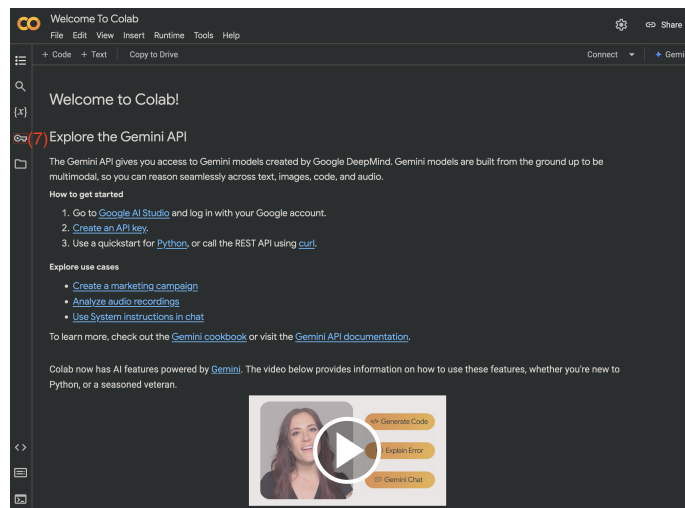 Welcome To Colab
File Edit View Insert Runtime Tools Help
Share
+ Code + Text Copy to Drive
Connect
Gemi
Welcome to Colab!
{x}
(7) Explore the Gemini API
The Gemini API gives you access to Gemini models created by Google DeepMind. Gemini models are built from the ground up to be
multimodal, so you can reason seamlessly across text, images, code, and audio.
How to get started
1. Go to Google AI Studio and log in with your Google account.
2. Create an API key.
3. Use a quickstart for Python, or call the REST API using curl.
Explore use cases
• Create a marketing campaign
• Analyze audio recordings
• Use System instructions in chat
To learn more, check out the Gemini cookbook or visit the Gemini API documentation.
Colab now has AI features powered by Gemini. The video below provides information on how to use these features, whether you're new to
Python, or a seasoned veteran.
</> Generate Code
Explain Error
Gemini Chat